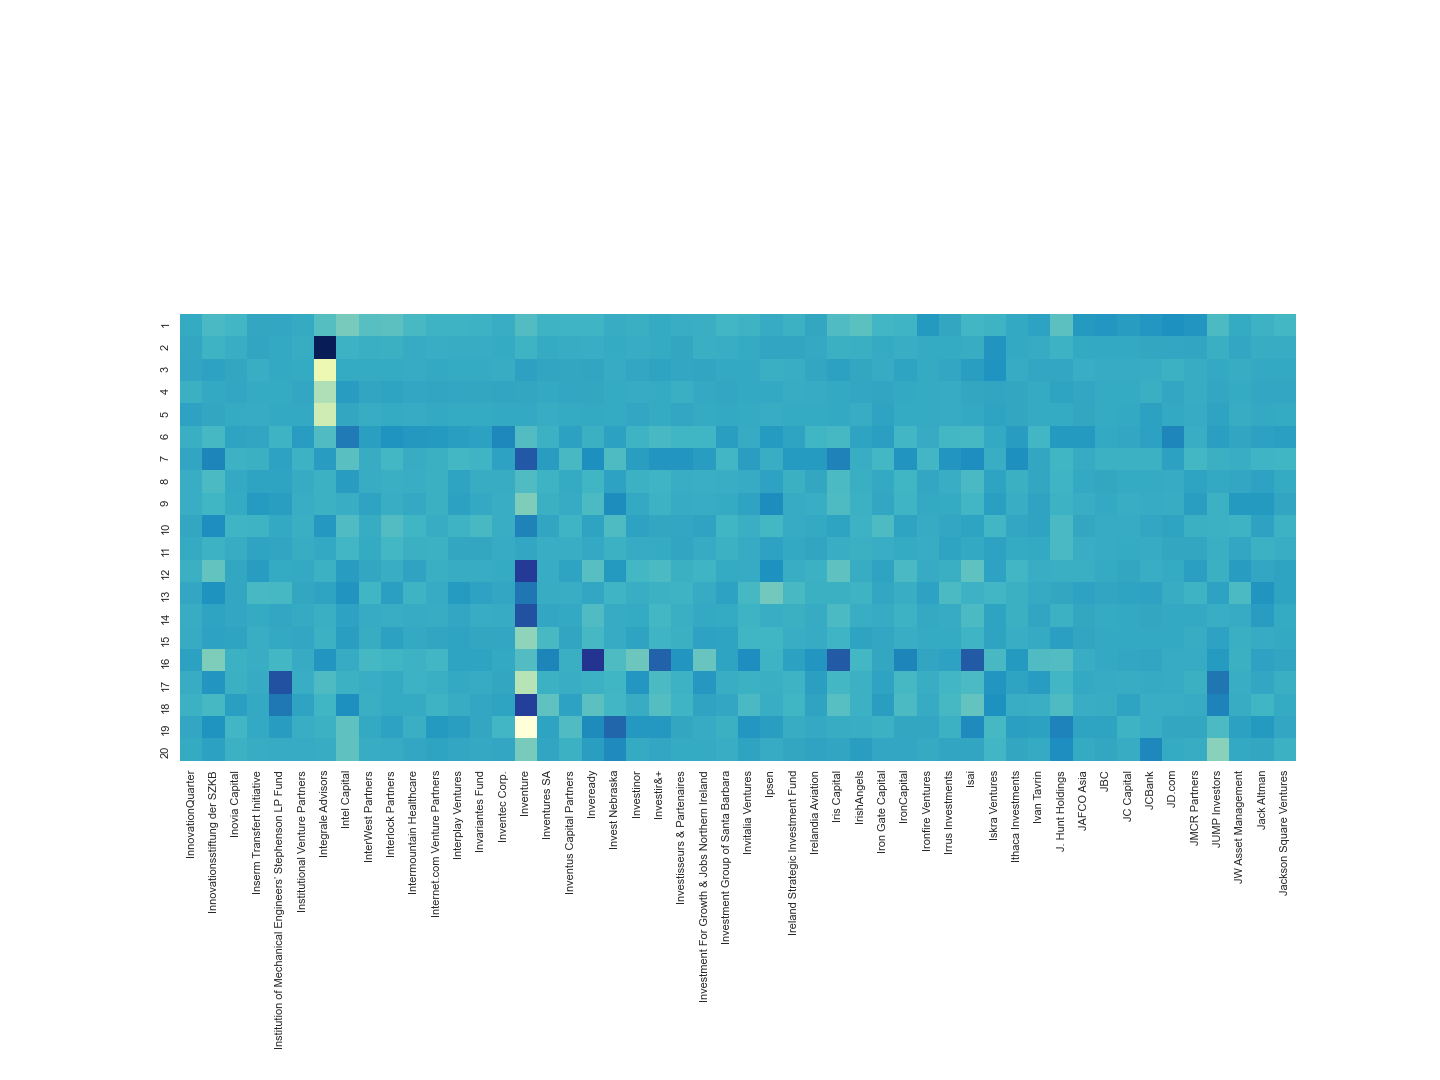 1
2
3
4
5
6
7
8
9
10
11
12
13
14
15
16
17
18
19
20
InnovationQuarter
Innovationsstiftung der SZKB
Inovia Capital
Inserm Transfert Initiative
Institution of Mechanical Engineers' Stephenson LP Fund
Institutional Venture Partners
Integrale Advisors
Intel Capital
InterWest Partners
Interlock Partners
Intermountain Healthcare
Internet.com Venture Partners
Interplay Ventures
Invariantes Fund
Inventec Corp.
Inventure
Inventures SA
Inventus Capital Partners
Inveready
Invest Nebraska
Investinor
Investir&+
Investisseurs & Partenaires
Investment For Growth & Jobs Northern Ireland
Investment Group of Santa Barbara
Invitalia Ventures
Ipsen
Ireland Strategic Investment Fund
Irelandia Aviation
Iris Capital
IrishAngels
Iron Gate Capital
IronCapital
Ironfire Ventures
Irrus Investments
Isai
Iskra Ventures
Ithaca Investments
Ivan Tavrin
J. Hunt Holdings
JAFCO Asia
JBC
JC Capital
JCBank
JD.com
JMCR Partners
JUMP Investors
JW Asset Management
Jack Altman
Jackson Square Ventures